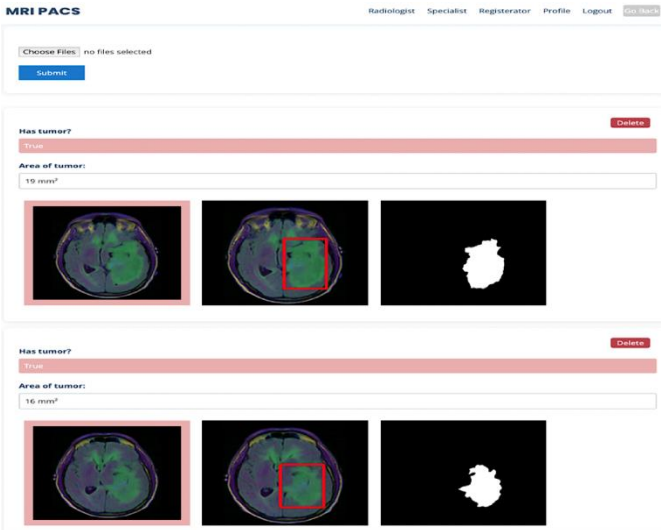 MRI PACS
Radiologist Specialist Registerator Profile Logout Go Back
Choose Files no files selected
Submit
Delete
Has tumor?
True
Area of tumor:
19 mm²
Delete
Has tumor?
True
Area of tumor:
16 mm²